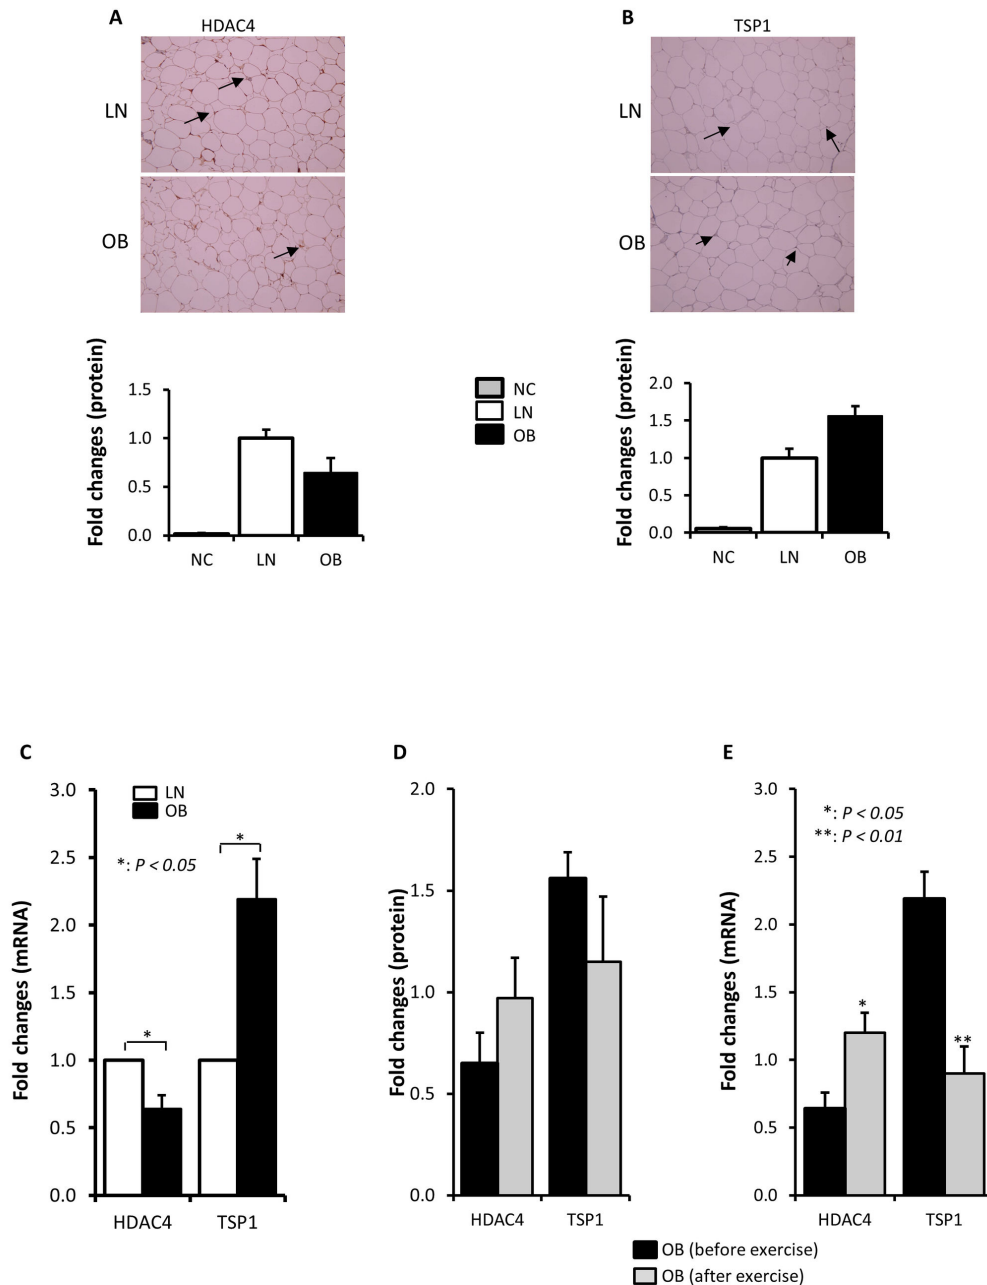 A
HDAC4
LN
OB
Fold changes (protein)
1.5
1.0
0.5
0.0
NC
LN
OB
NC
LN
OB
B
TSP1
LN
OB
Fold changes (protein)
2.0
1.5
1.0
0.5
0.0
NC
LN
OB
C
Fold changes (mRNA)
3.0
2.5
2.0
1.5
1.0
0.5
0.0
LN
OB
*: P < 0.05
*
*
HDAC4
TSP1
D
Fold changes (protein)
2.0
1.5
1.0
0.5
0.0
HDAC4
TSP1
E
Fold changes (mRNA)
3.0
2.5
2.0
1.5
1.0
0.5
0.0
*: P < 0.05
**: P < 0.01
*
**
HDAC4
TSP1
OB (before exercise)
OB (after exercise)